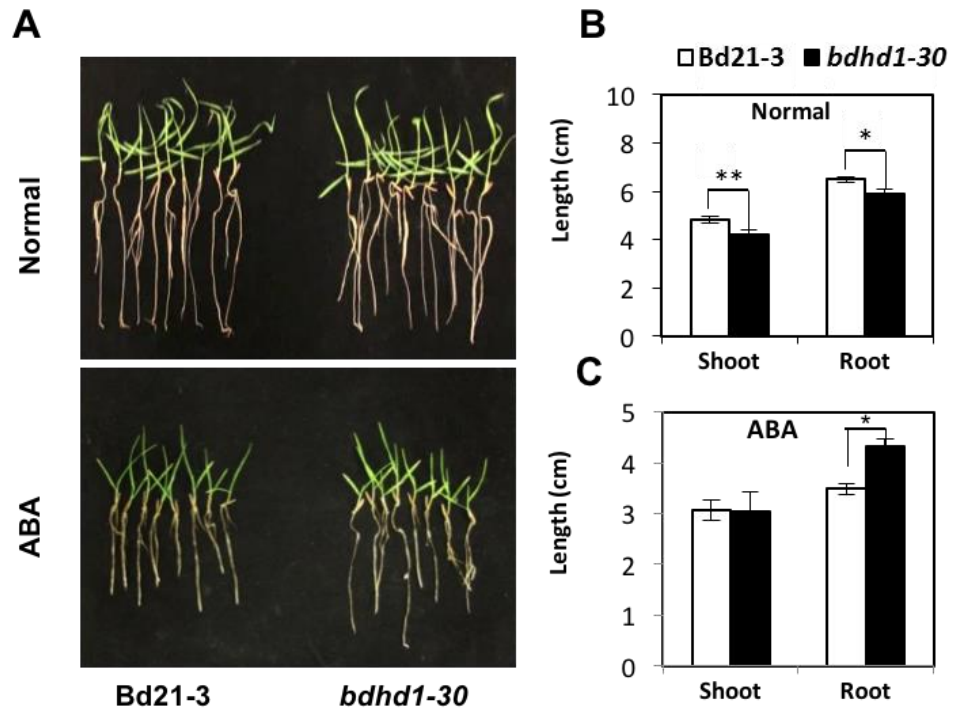 A
Normal
ABA
Bd21-3
bdhd1-30
B
Bd21-3 bdhd1-30
Normal
Length (cm)
10
8
6
4
2
0
**
*
Shoot Root
C
ABA
Length (cm)
5
4
3
2
1
0
*
Shoot Root